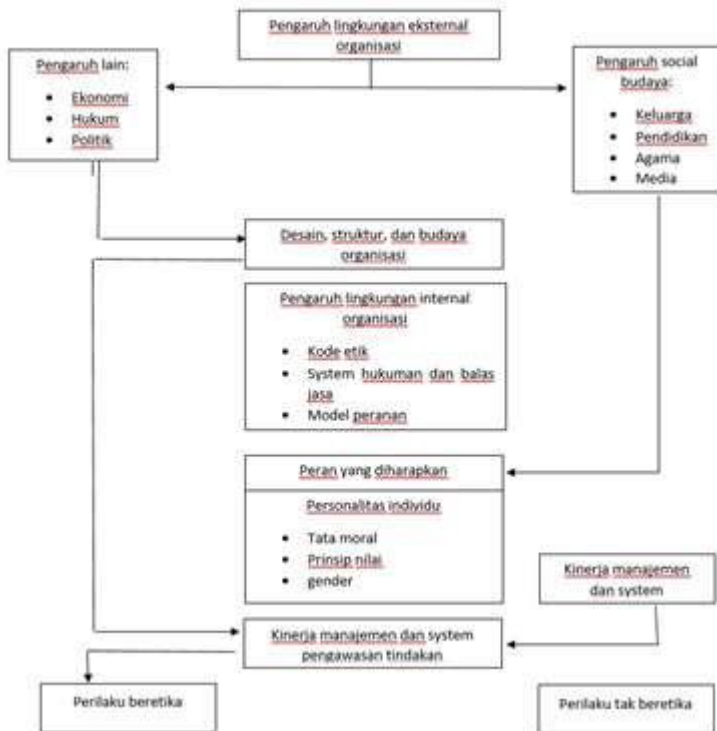 Pengaruh lingkungan eksternal
organisasi
Pengaruh lain:
• Ekonomi
• Hukum
• Politik
Pengaruh social
budaya:
• Keluarga
• Pendidikan
• Agama
• Media
Desain, struktur, dan budaya
organisasi
Pengaruh lingkungan internal
organisasi
• Kode etik
• System hukuman dan balas
jasa
• Model peranan
Peran yang diharapkan
Personalitas individu
• Tata moral
• Prinsip nilai
• gender
Kinerja manajemen
dan system
Kinerja manajemen dan system
pengawasan tindakan
Perilaku beretika
Perilaku tak beretika